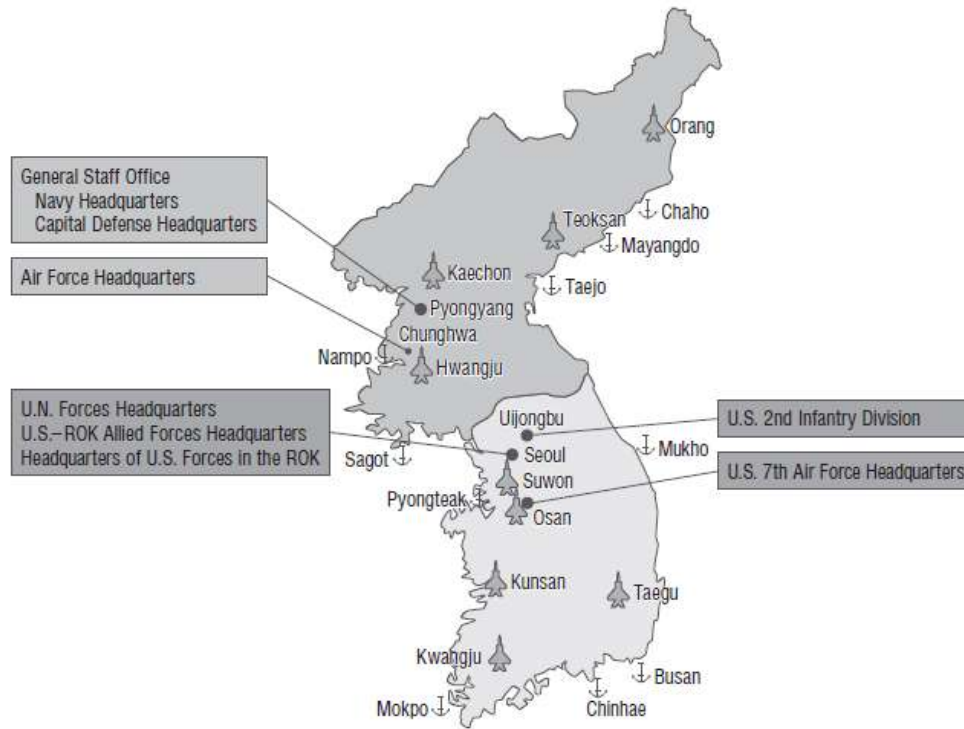 Orang
General Staff Office
Navy Headquarters
Capital Defense Headquarters
Chaho
Teoksan
Mayangdo
Air Force Headquarters
Kaechon
Taejo
Pyongyang
Chunghwa
Nampo
Hwangju
U.N. Forces Headquarters
U.S.–ROK Allied Forces Headquarters
Headquarters of U.S. Forces in the ROK
Uijongbu
U.S. 2nd Infantry Division
Seoul
Mukho
Sagot
Suwon
U.S. 7th Air Force Headquarters
Pyongteak
Osan
Kunsan
Taegu
Kwangju
Busan
Mokpo
Chinhae